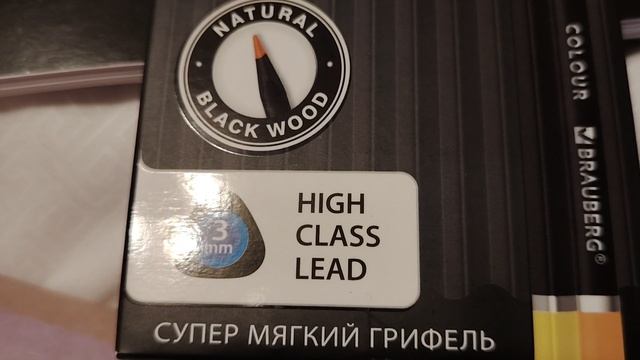 NATURAL
BLACK WOOD
COLOUR
BRAUBERG®
3
mm
HIGH
CLASS
LEAD
СУПЕР МЯГКИЙ ГРИФЕЛЬ